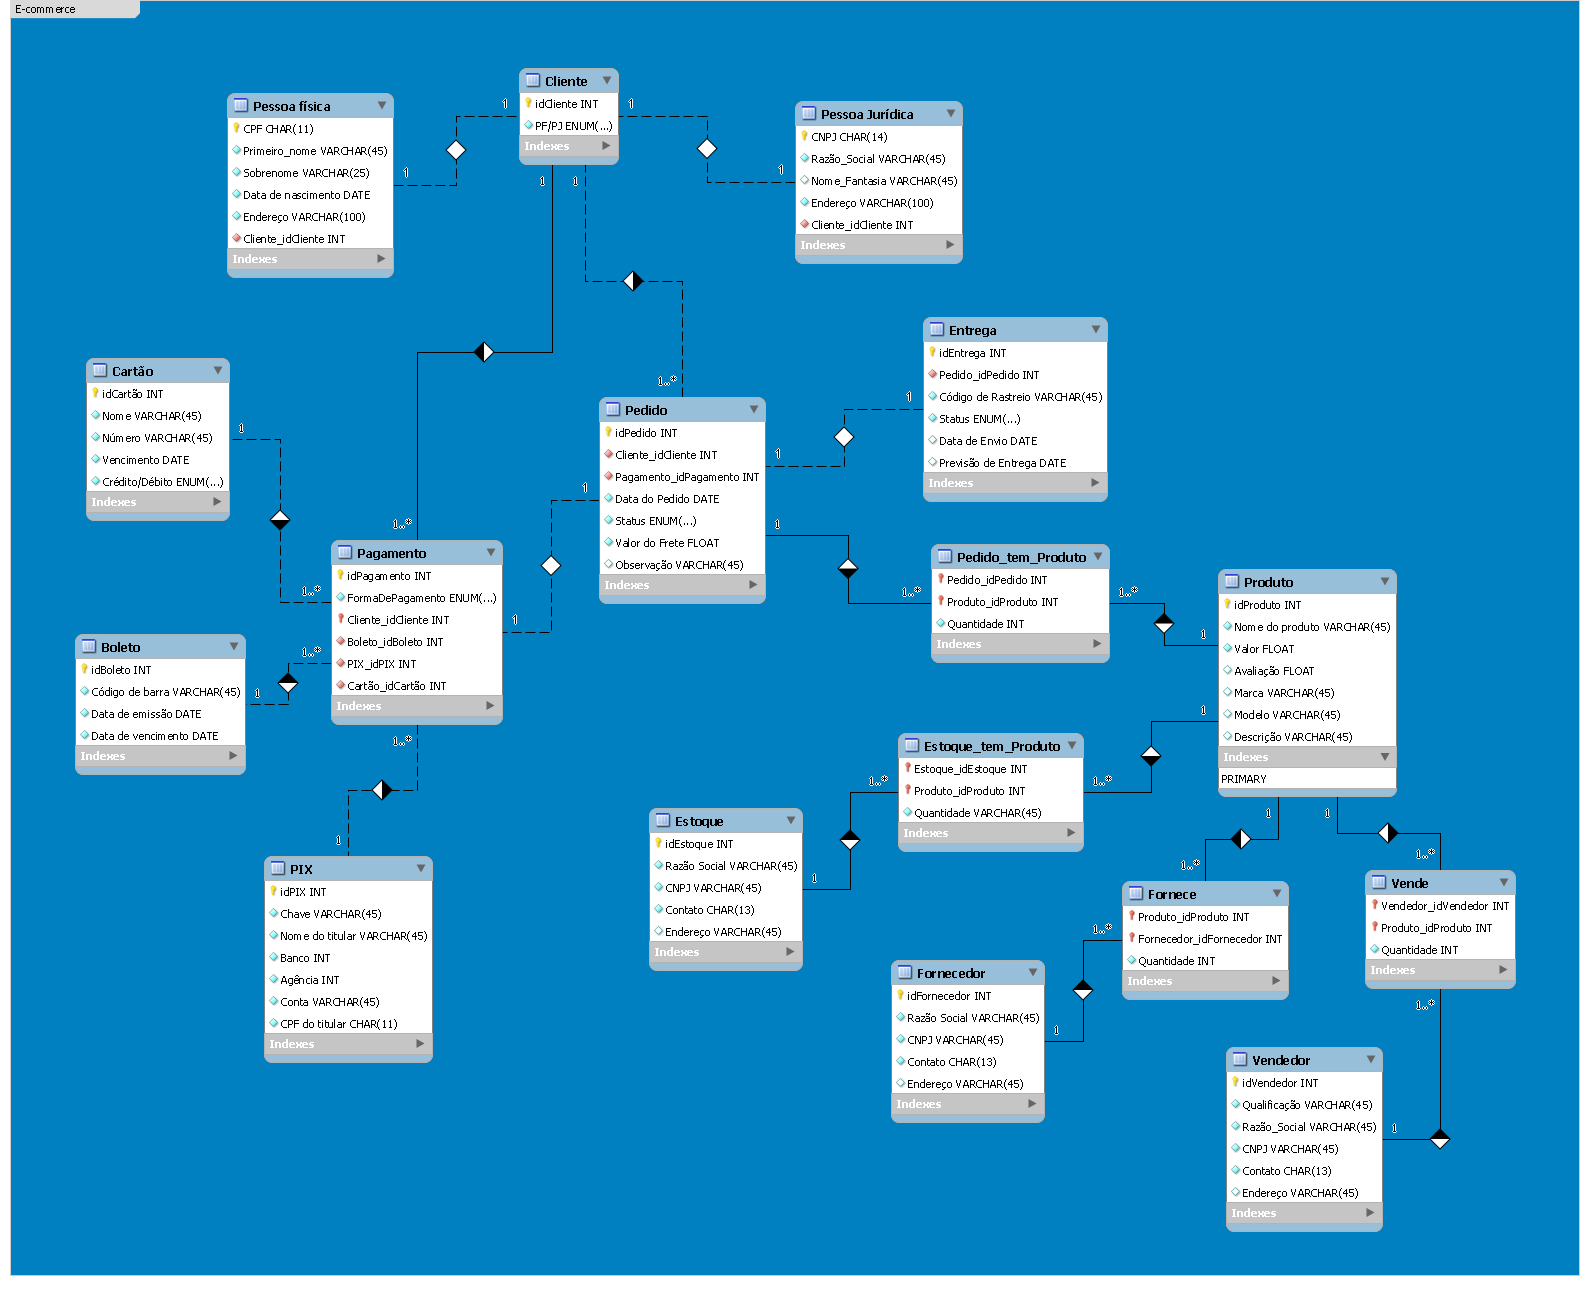 E-commerce
Cliente
idCliente INT
PF/PJ ENUM(...)
Indexes
1
1
1
1
Pessoa física
CPF CHAR(11)
Primeiro_nome VARCHAR(45)
Sobrenome VARCHAR(25)
Data de nascimento DATE
Endereço VARCHAR(100)
Cliente_idCliente INT
Indexes
1
Pessoa Jurídica
CNPJ CHAR(14)
Razão_Social VARCHAR(45)
Nome_Fantasia VARCHAR(45)
Endereço VARCHAR(100)
Cliente_idCliente INT
Indexes
1
Entrega
idEntrega INT
Pedido_idPedido INT
Código de Rastreio VARCHAR(45)
Status ENUM(...)
Data de Envio DATE
Previsão de Entrega DATE
Indexes
1
Cartão
idCartão INT
Nome VARCHAR(45)
Número VARCHAR(45)
Vencimento DATE
Crédito/Débito ENUM(...)
Indexes
1
1..*
Pedido
idPedido INT
Cliente_idCliente INT
Pagamento_idPagamento INT
Data do Pedido DATE
Status ENUM(...)
Valor do Frete FLOAT
Observação VARCHAR(45)
Indexes
1
1
1
1..*
Pagamento
idPagamento INT
FormaDePagamento ENUM(...)
Cliente_idCliente INT
Boleto_idBoleto INT
PIX_idPIX INT
Cartão_idCartão INT
Indexes
1..*
1..*
1
1..*
Pedido_tem_Produto
Pedido_idPedido INT
Produto_idProduto INT
Quantidade INT
Indexes
1..*
1..*
Produto
idProduto INT
Nome do produto VARCHAR(45)
Valor FLOAT
Avaliação FLOAT
Marca VARCHAR(45)
Modelo VARCHAR(45)
Descrição VARCHAR(45)
Indexes
PRIMARY
1
1
1
1
Boleto
idBoleto INT
Código de barra VARCHAR(45)
Data de emissão DATE
Data de vencimento DATE
Indexes
1
Estoque_tem_Produto
Estoque_idEstoque INT
Produto_idProduto INT
Quantidade VARCHAR(45)
Indexes
1..*
1..*
Estoque
idEstoque INT
Razão Social VARCHAR(45)
CNPJ VARCHAR(45)
Contato CHAR(13)
Endereço VARCHAR(45)
Indexes
1
PIX
idPIX INT
Chave VARCHAR(45)
Nome do titular VARCHAR(45)
Banco INT
Agência INT
Conta VARCHAR(45)
CPF do titular CHAR(11)
Indexes
1
1..*
Fornece
Produto_idProduto INT
Fornecedor_idFornecedor INT
Quantidade INT
Indexes
1..*
1..*
Vende
Vendedor_idVendedor INT
Produto_idProduto INT
Quantidade INT
Indexes
1..*
Fornecedor
idFornecedor INT
Razão Social VARCHAR(45)
CNPJ VARCHAR(45)
Contato CHAR(13)
Endereço VARCHAR(45)
Indexes
1
1..*
Vendedor
idVendedor INT
Qualificação VARCHAR(45)
Razão_Social VARCHAR(45)
CNPJ VARCHAR(45)
Contato CHAR(13)
Endereço VARCHAR(45)
Indexes
1